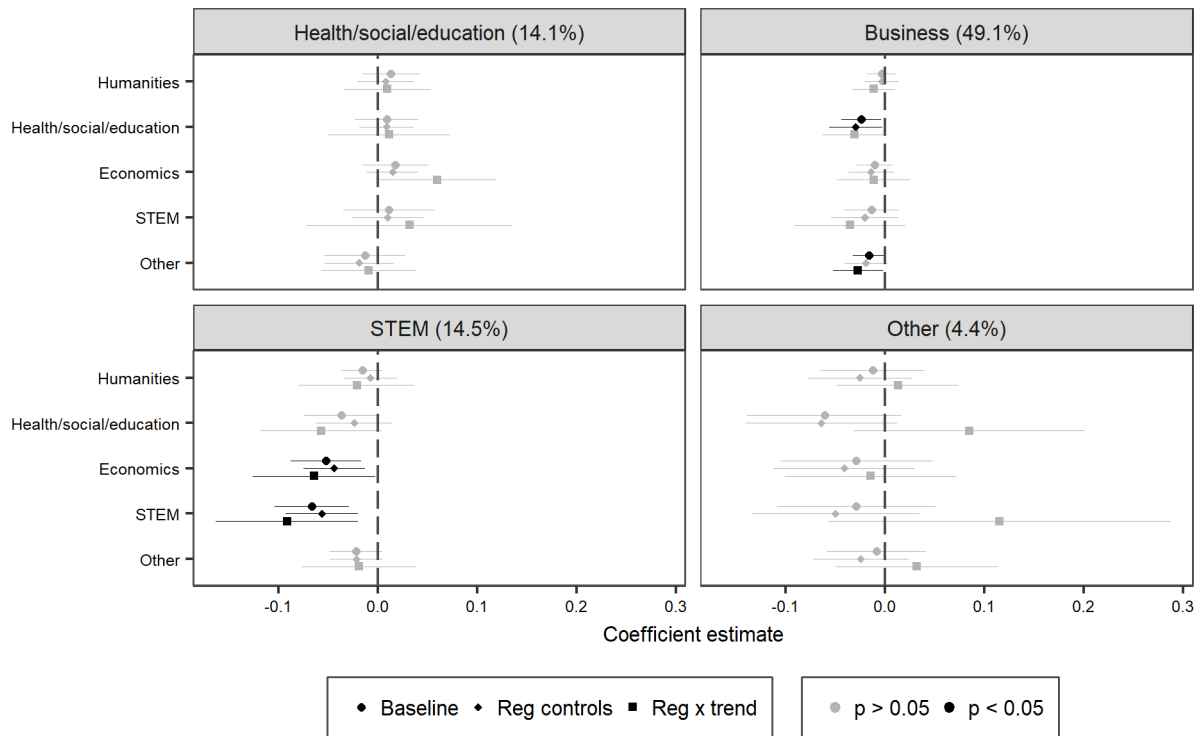 Health/social/education (14.1%)
Business (49.1%)
Humanities
Health/social/education
Economics
STEM
Other
STEM (14.5%)
Other (4.4%)
Humanities
Health/social/education
Economics
STEM
Other
-0.1 0.0 0.1 0.2 0.3
-0.1 0.0 0.1 0.2 0.3
Coefficient estimate
Baseline Reg controls Reg x trend
p > 0.05 p < 0.05